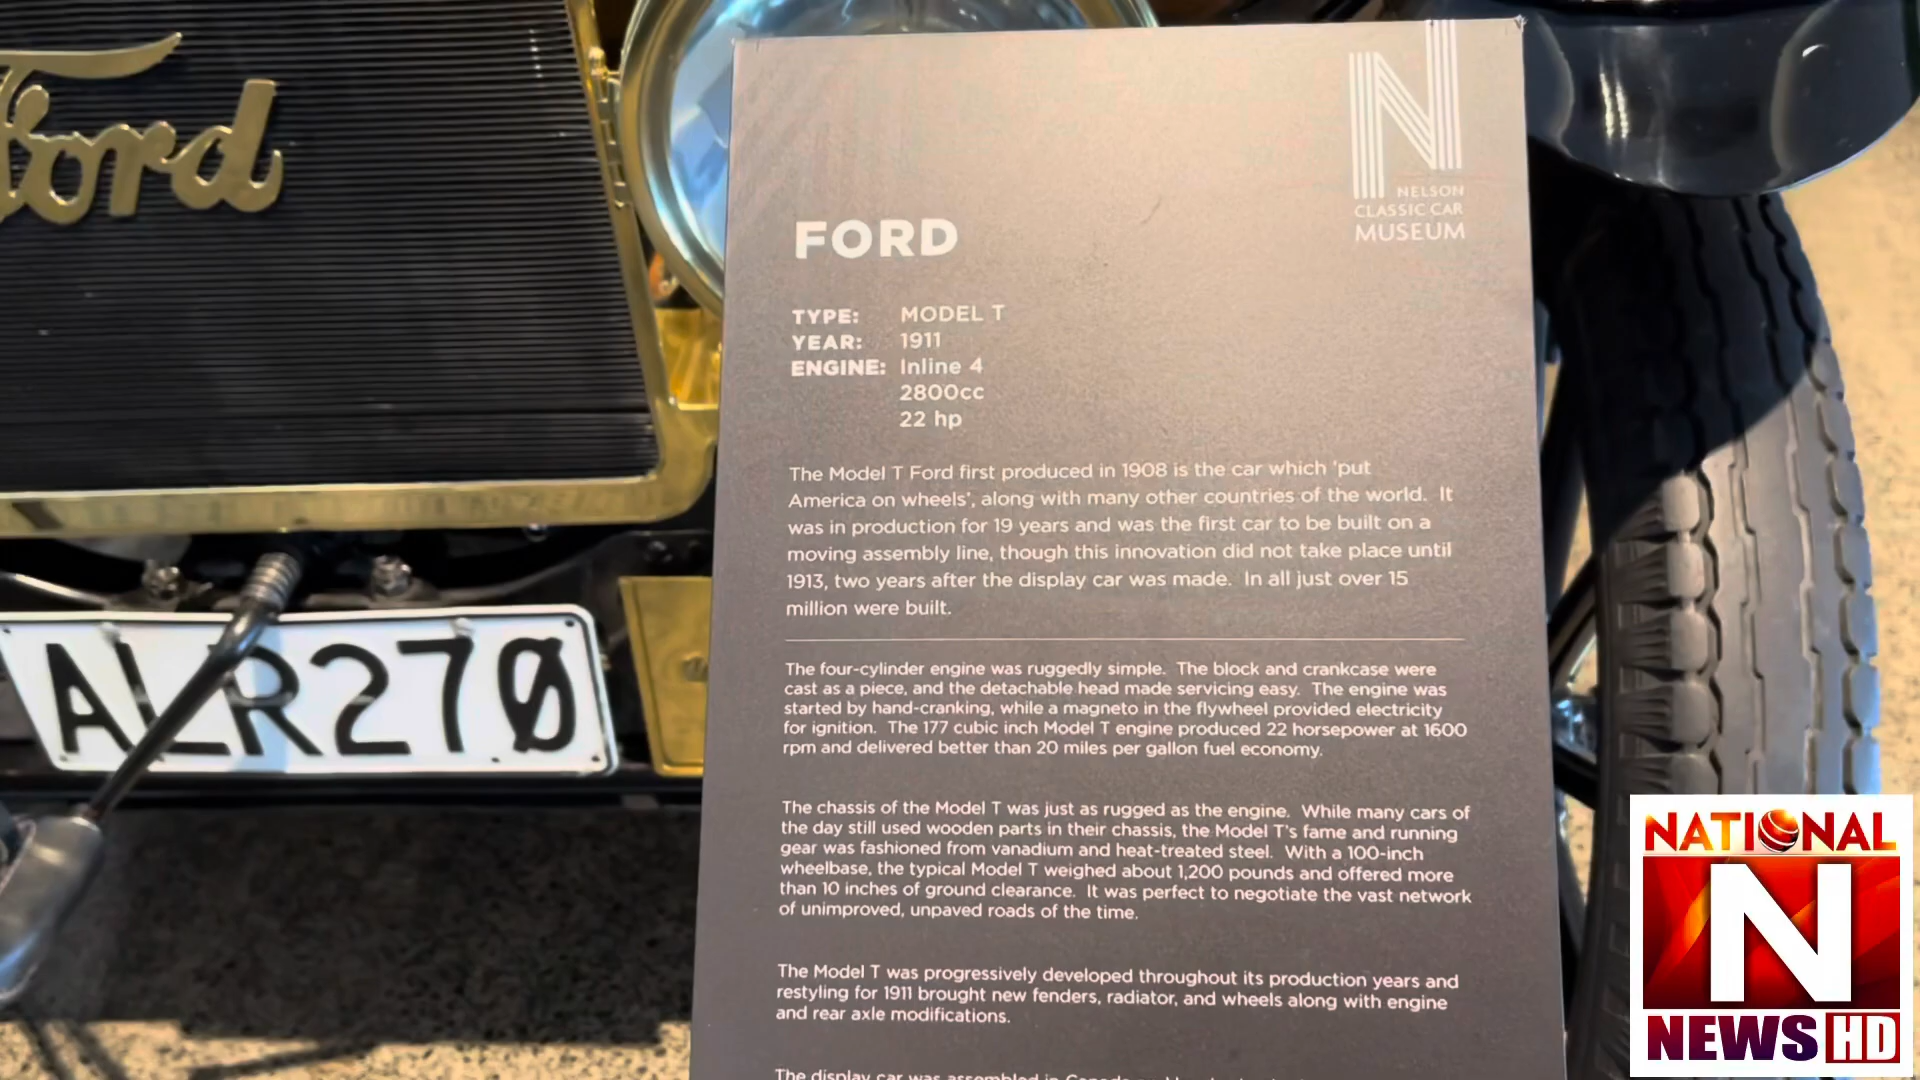 Ford
NELSON
CLASSIC CAR
MUSEUM
FORD
TYPE: MODEL T
YEAR: 1911
ENGINE: Inline 4
2800cc
22 hp
The Model T Ford first produced in 1908 is the car which 'put
America on wheels', along with many other countries of the world. It
was in production for 19 years and was the first car to be built on a
moving assembly line, though this innovation did not take place until
1913, two years after the display car was made. In all just over 15
million were built.
The four-cylinder engine was ruggedly simple. The block and crankcase were
cast as a piece, and the detachable head made servicing easy. The engine was
started by hand-cranking, while a magneto in the flywheel provided electricity
for ignition. The 177 cubic inch Model T engine produced 22 horsepower at 1600
rpm and delivered better than 20 miles per gallon fuel economy.
The chassis of the Model T was just as rugged as the engine. While many cars of
the day still used wooden parts in their chassis, the Model T's fame and running
gear was fashioned from vanadium and heat-treated steel. With a 100-inch
wheelbase, the typical Model T weighed about 1,200 pounds and offered more
than 10 inches of ground clearance. It was perfect to negotiate the vast network
of unimproved, unpaved roads of the time.
The Model T was progressively developed throughout its production years and
restyling for 1911 brought new fenders, radiator, and wheels along with engine
and rear axle modifications.
The display car was assembled in
ALR270
NATIONAL
N
NEWS HD